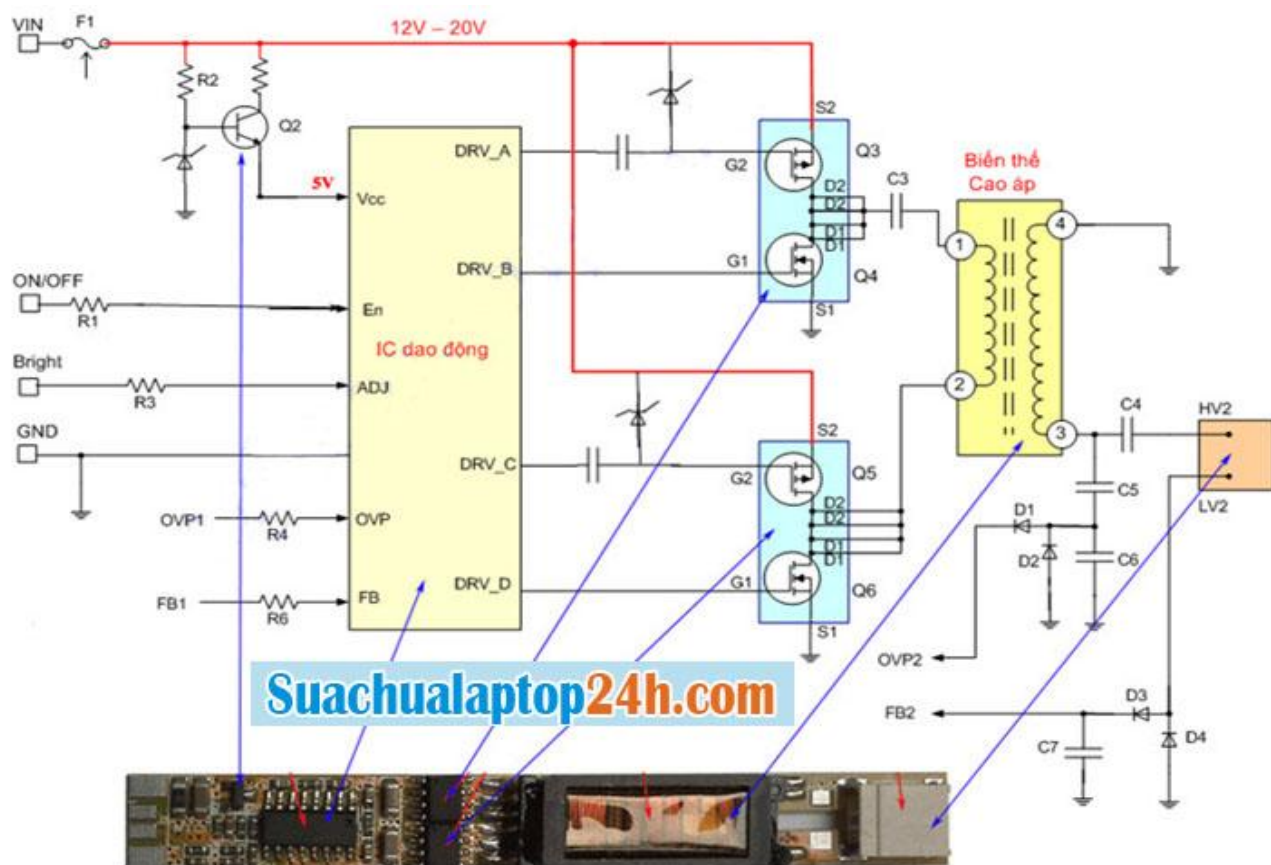 VIN
F1
12V – 20V
R2
Q2
5V
Vcc
DRV_A
DRV_B
DRV_C
DRV_D
ON/OFF
R1
En
IC dao động
Bright
R3
ADJ
GND
OVP1
R4
OVP
FB1
R6
FB
S2
G2
Q3
D2
D2
D1
D1
G1
Q4
S1
C3
Biến thế
Cao áp
1
4
2
3
S2
G2
Q5
D2
D2
D1
D1
G1
Q6
S1
C4
HV2
C5
LV2
D1
D2
C6
OVP2
FB2
D3
C7
D4
Suachualaptop24h.com